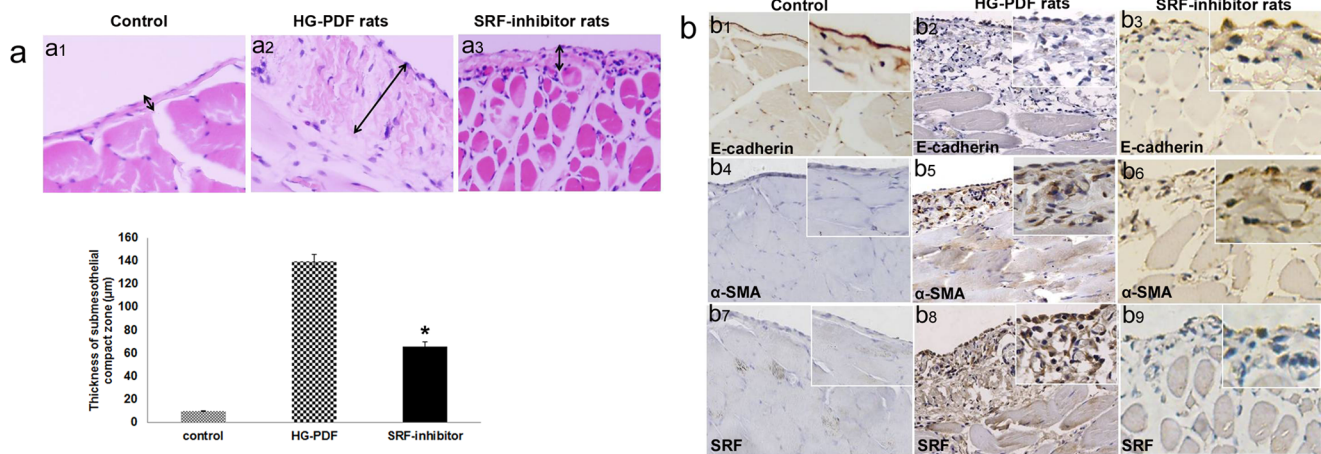 a
Control
HG-PDF rats
SRF-inhibitor rats
a1
a2
a3
Thickness of submesothelial
compact zone (μm)
160
140
120
100
80
60
40
20
0
*
control
HG-PDF
SRF-inhibitor
b
Control
HG-PDF rats
SRF-inhibitor rats
b1
E-cadherin
b2
E-cadherin
b3
E-cadherin
b4
α-SMA
b5
α-SMA
b6
α-SMA
b7
SRF
b8
SRF
b9
SRF